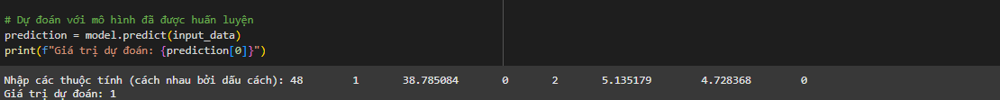 # Dự đoán với mô hình đã được huấn luyện
prediction = model.predict(input_data)
print(f"Giá trị dự đoán: {prediction[0]}")
Nhập các thuộc tính (cách nhau bởi dấu cách): 48 1 38.785084 0 2 5.135179 4.728368 0
Giá trị dự đoán: 1